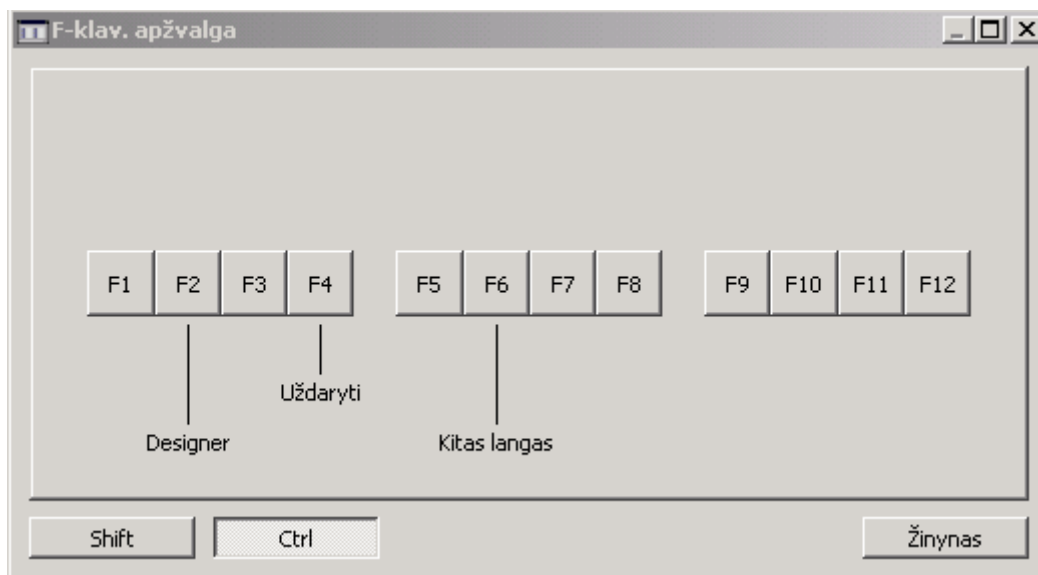 F-klav. apžvalga
F1 F2 F3 F4 F5 F6 F7 F8 F9 F10 F11 F12
Uždaryti
Designer Kitas langas
Shift Ctrl Žinynas